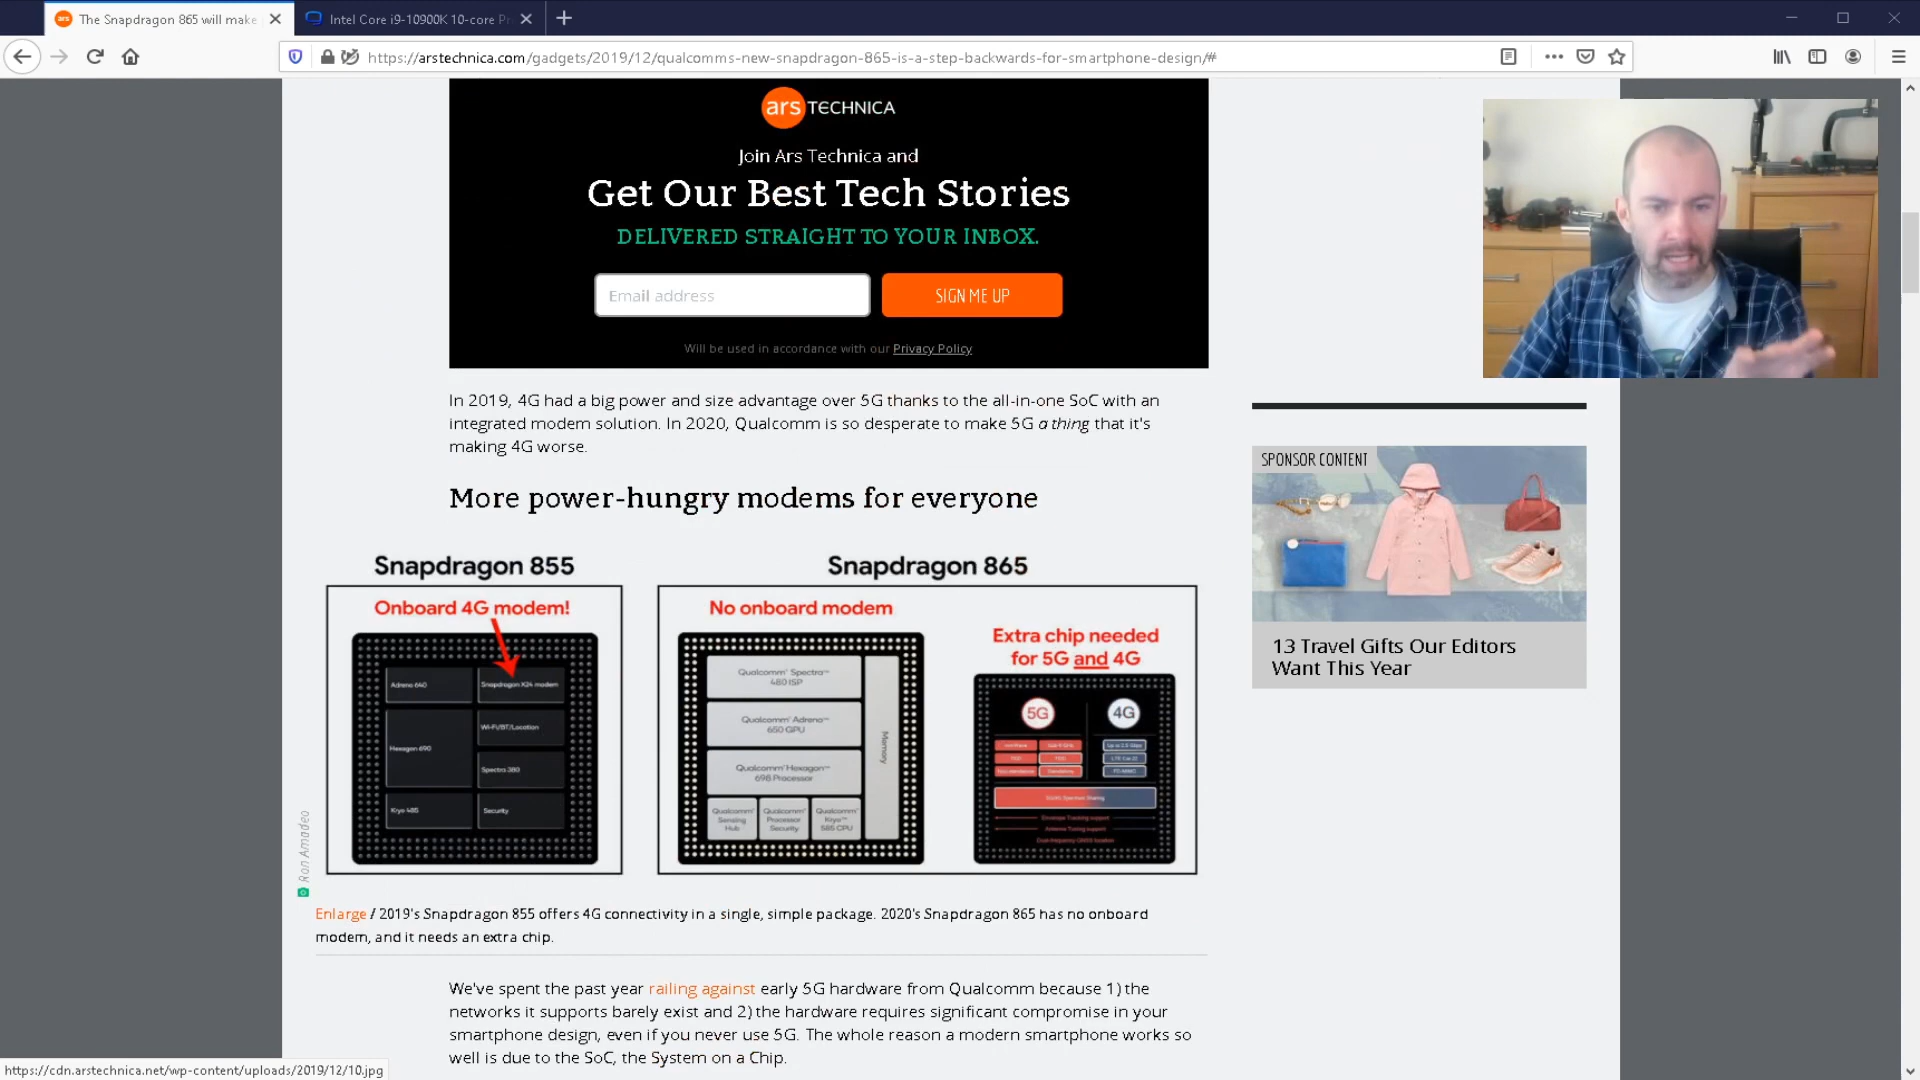 The Snapdragon 865 will make
Intel Core i9-10900K 10-core Pr
https://arstechnica.com/gadgets/2019/12/qualcomms-new-snapdragon-865-is-a-step-backwards-for-smartphone-design/#
ars TECHNICA
Join Ars Technica and
Get Our Best Tech Stories
DELIVERED STRAIGHT TO YOUR INBOX.
Email address
SIGN ME UP
Will be used in accordance with our Privacy Policy
In 2019, 4G had a big power and size advantage over 5G thanks to the all-in-one SoC with an
integrated modem solution. In 2020, Qualcomm is so desperate to make 5G a thing that it's
making 4G worse.
More power-hungry modems for everyone
Snapdragon 855
Onboard 4G modem!
Adreno 640
Snapdragon X24 modem
Wi-Fi/BT/Location
Hexagon 690
Spectra 380
Kryo 485
Security
Snapdragon 865
No onboard modem
Qualcomm Spectra™
480 ISP
Qualcomm Adreno™
650 GPU
Qualcomm Hexagon™
698 Processor
Memory
Qualcomm
Sensing
Hub
Qualcomm
Processor
Security
Qualcomm
Kryo™
585 CPU
Extra chip needed
for 5G and 4G
5G
4G
Ron Amadeo
Enlarge / 2019's Snapdragon 855 offers 4G connectivity in a single, simple package. 2020's Snapdragon 865 has no onboard
modem, and it needs an extra chip.
We've spent the past year railing against early 5G hardware from Qualcomm because 1) the
networks it supports barely exist and 2) the hardware requires significant compromise in your
smartphone design, even if you never use 5G. The whole reason a modern smartphone works so
well is due to the SoC, the System on a Chip.
SPONSOR CONTENT
13 Travel Gifts Our Editors
Want This Year
https://cdn.arstechnica.net/wp-content/uploads/2019/12/10.jpg